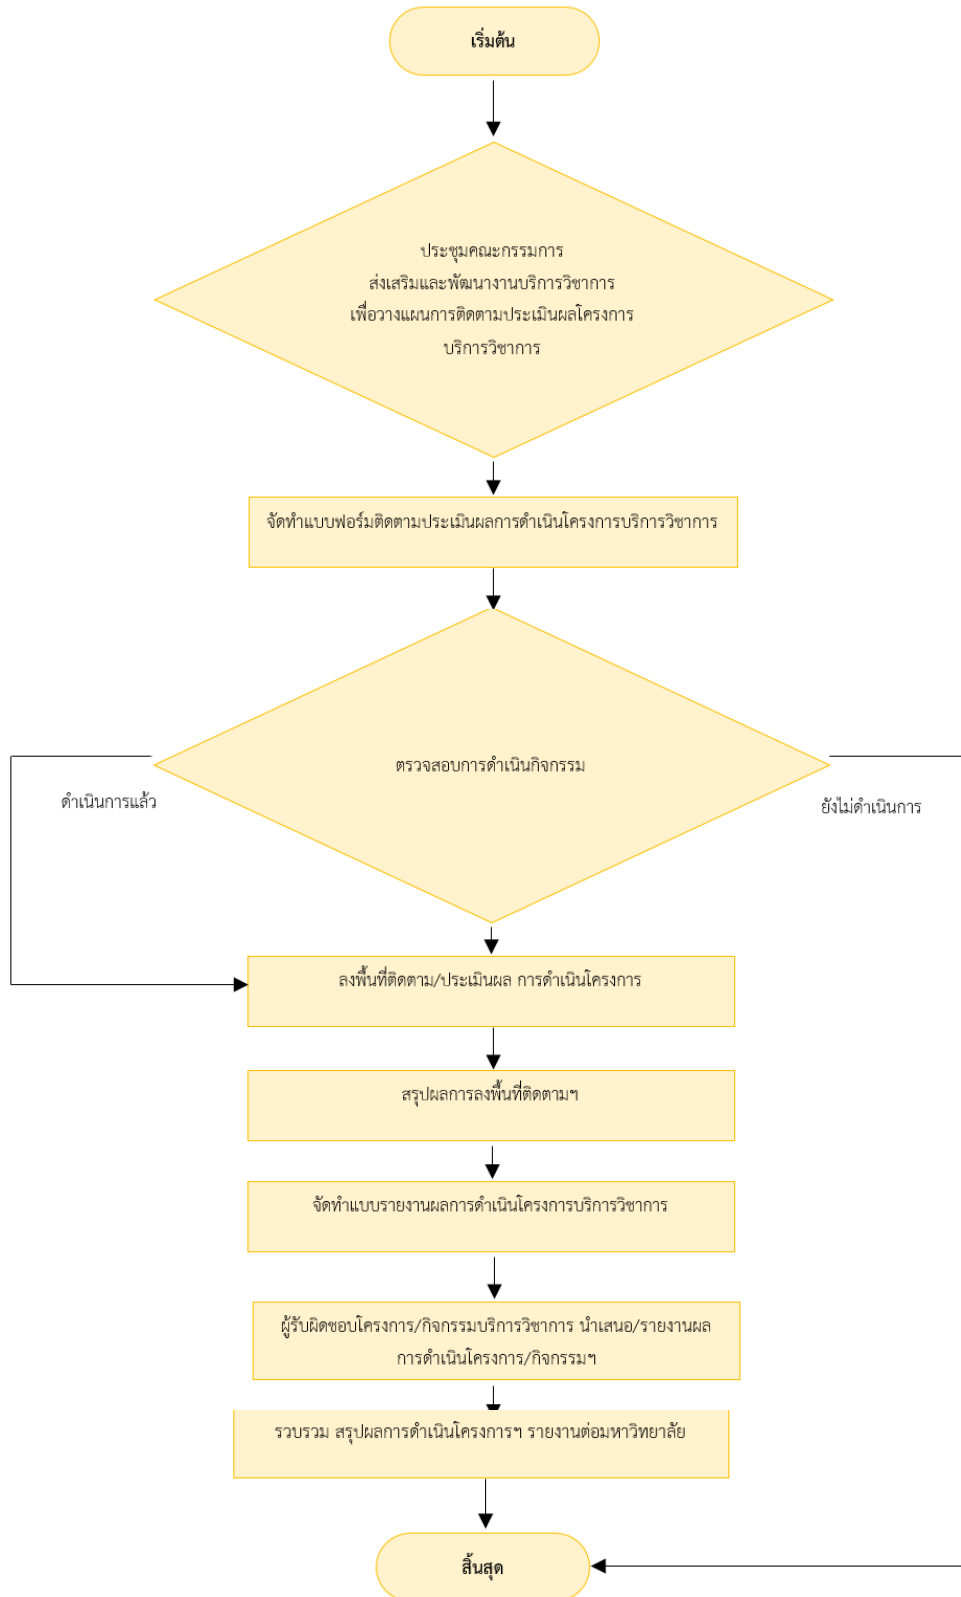 เริ่มต้น
ประชุมคณะกรรมการ
ส่งเสริมและพัฒนางานบริการวิชาการ
เพื่อวางแผนการติดตามประเมินผลโครงการ
บริการวิชาการ
จัดทำแบบฟอร์มติดตามประเมินผลการดำเนินโครงการบริการวิชาการ
ตรวจสอบการดำเนินกิจกรรม
ดำเนินการแล้ว
ยังไม่ดำเนินการ
ลงพื้นที่ติดตาม/ประเมินผล การดำเนินโครงการ
สรุปผลการลงพื้นที่ติดตามฯ
จัดทำแบบรายงานผลการดำเนินโครงการบริการวิชาการ
ผู้รับผิดชอบโครงการ/กิจกรรมบริการวิชาการ นำเสนอ/รายงานผล
การดำเนินโครงการ/กิจกรรมฯ
รวบรวม สรุปผลการดำเนินโครงการฯ รายงานต่อมหาวิทยาลัย
สิ้นสุด